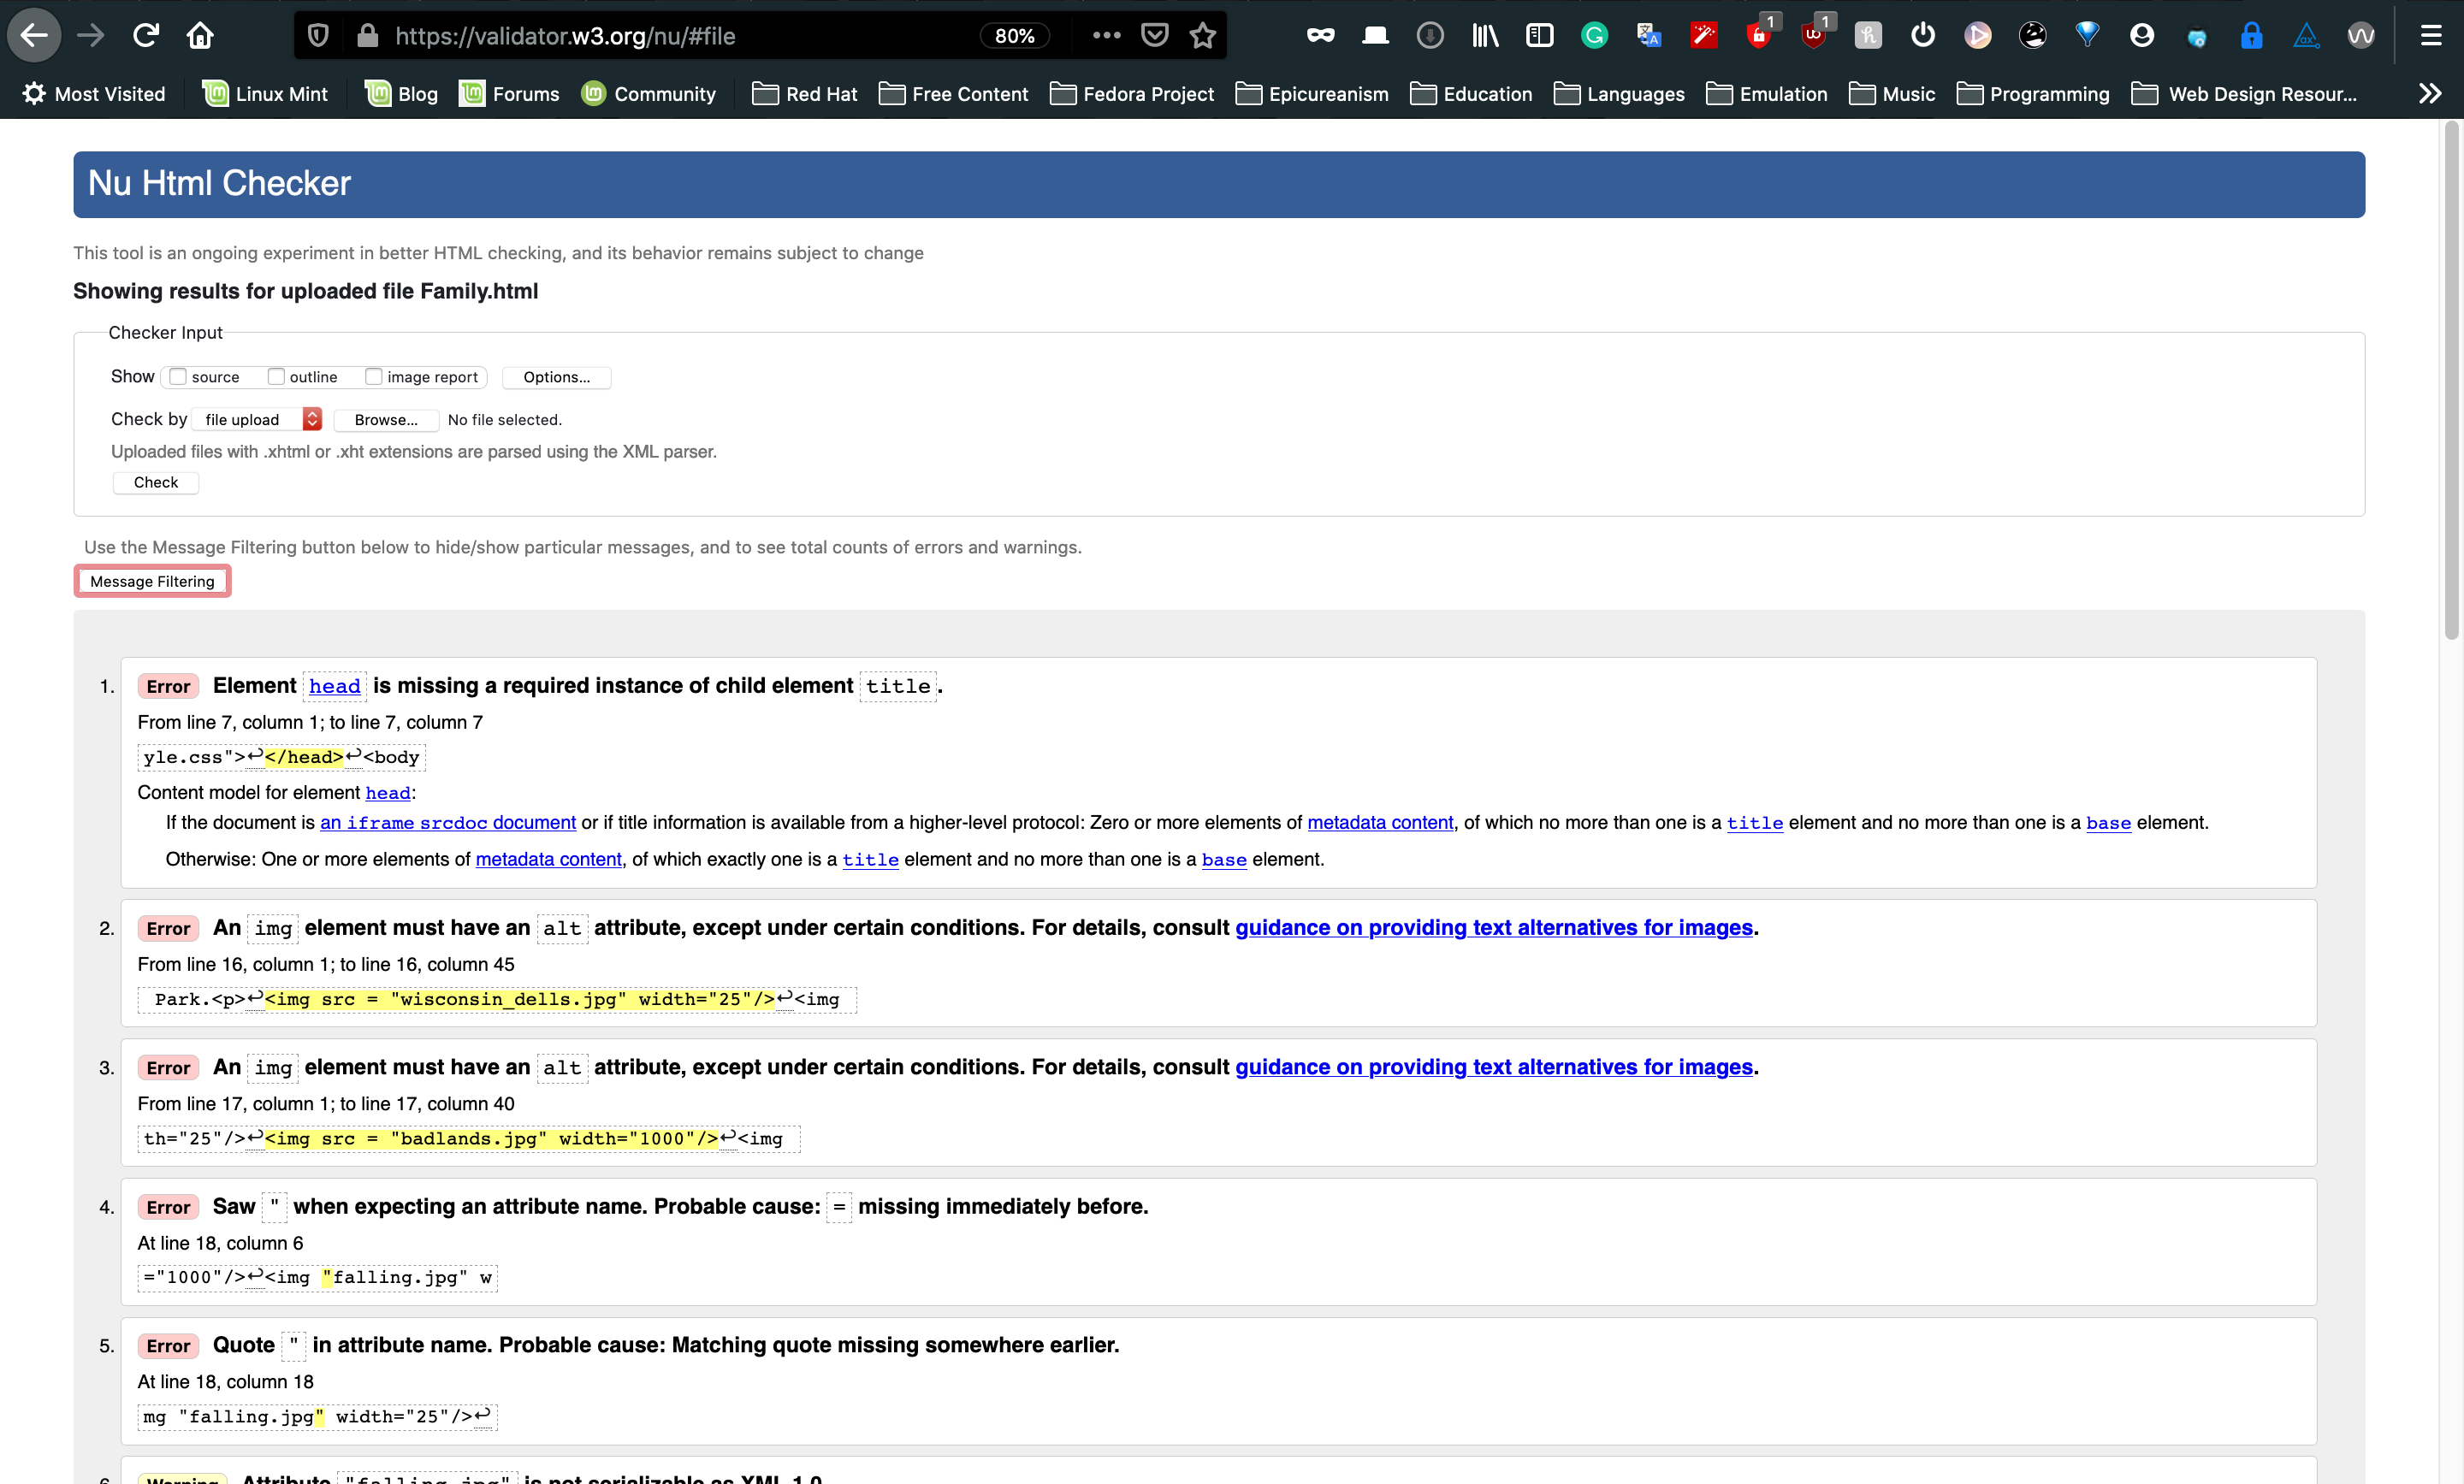 https://validator.w3.org/nu/#file 80% 1 1
Most Visited Linux Mint Blog Forums Community Red Hat Free Content Fedora Project Epicureanism Education Languages Emulation Music Programming Web Design Resour...
Nu Html Checker
This tool is an ongoing experiment in better HTML checking, and its behavior remains subject to change
Showing results for uploaded file Family.html
Checker Input
Show source outline image report Options...
Check by file upload Browse... No file selected.
Uploaded files with .xhtml or .xht extensions are parsed using the XML parser.
Check
Use the Message Filtering button below to hide/show particular messages, and to see total counts of errors and warnings.
Message Filtering
1. Error Element head is missing a required instance of child element title.
From line 7, column 1; to line 7, column 7
yle.css">↩</head>↩<body
Content model for element head:
If the document is an iframe srcdoc document or if title information is available from a higher-level protocol: Zero or more elements of metadata content, of which no more than one is a title element and no more than one is a base element.
Otherwise: One or more elements of metadata content, of which exactly one is a title element and no more than one is a base element.
2. Error An img element must have an alt attribute, except under certain conditions. For details, consult guidance on providing text alternatives for images.
From line 16, column 1; to line 16, column 45
Park.<p>↩<img src = "wisconsin_dells.jpg" width="25"/>↩<img
3. Error An img element must have an alt attribute, except under certain conditions. For details, consult guidance on providing text alternatives for images.
From line 17, column 1; to line 17, column 40
th="25"/>↩<img src = "badlands.jpg" width="1000"/>↩<img
4. Error Saw " when expecting an attribute name. Probable cause: = missing immediately before.
At line 18, column 6
="1000"/>↩<img "falling.jpg" w
5. Error Quote " in attribute name. Probable cause: Matching quote missing somewhere earlier.
At line 18, column 18
mg "falling.jpg" width="25"/>↩
6. Warning Attribute "falling.jpg" is not serializable as XML 1.0.